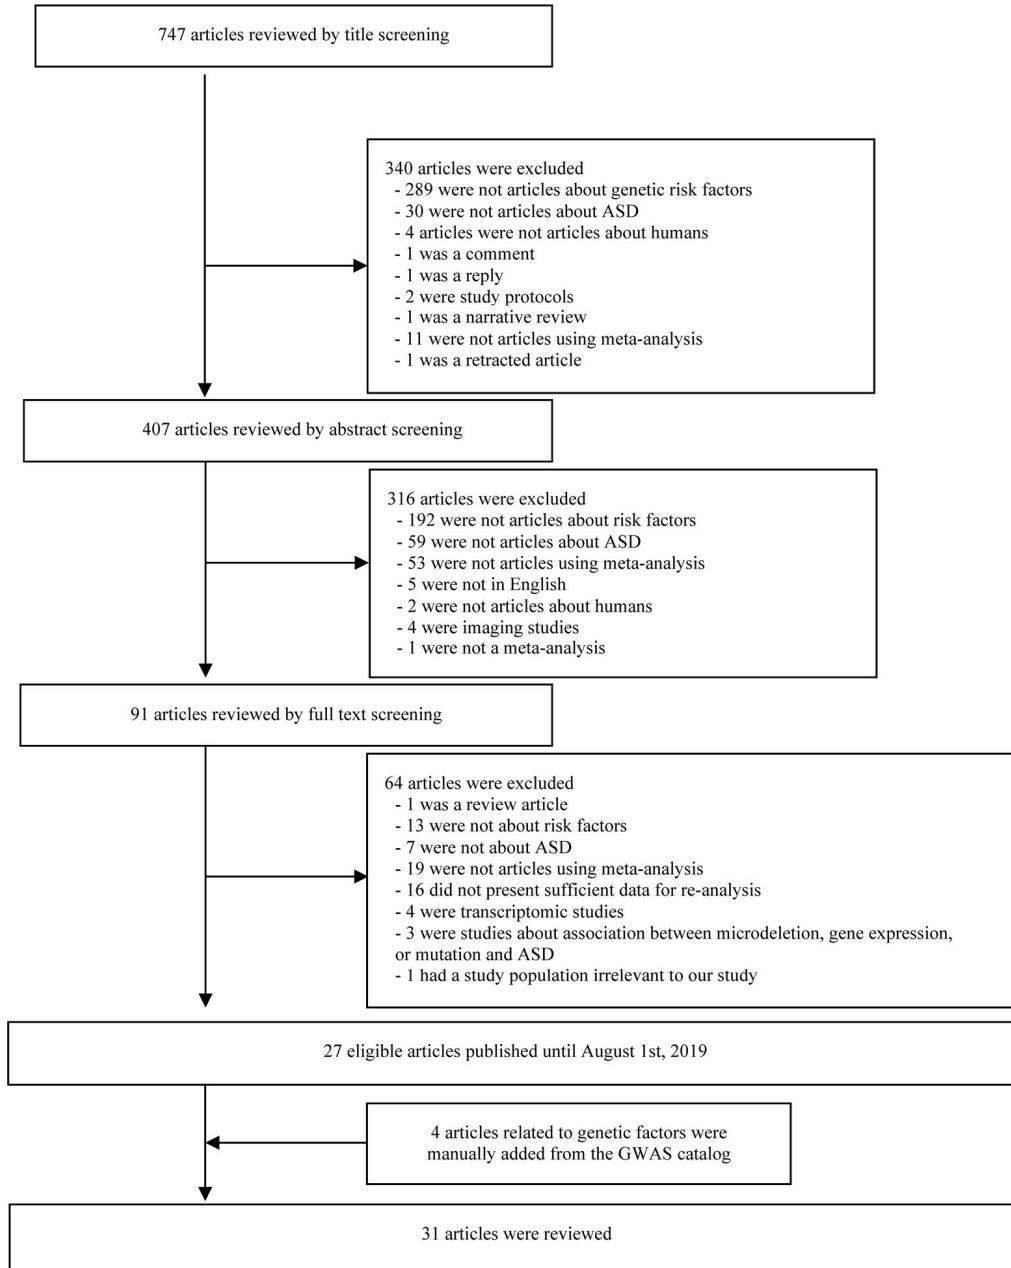 747 articles reviewed by title screening
340 articles were excluded
- 289 were not articles about genetic risk factors
- 30 were not articles about ASD
- 4 articles were not articles about humans
- 1 was a comment
- 1 was a reply
- 2 were study protocols
- 1 was a narrative review
- 11 were not articles using meta-analysis
- 1 was a retracted article
407 articles reviewed by abstract screening
316 articles were excluded
- 192 were not articles about risk factors
- 59 were not articles about ASD
- 53 were not articles using meta-analysis
- 5 were not in English
- 2 were not articles about humans
- 4 were imaging studies
- 1 were not a meta-analysis
91 articles reviewed by full text screening
64 articles were excluded
- 1 was a review article
- 13 were not about risk factors
- 7 were not about ASD
- 19 were not articles using meta-analysis
- 16 did not present sufficient data for re-analysis
- 4 were transcriptomic studies
- 3 were studies about association between microdeletion, gene expression,
or mutation and ASD
- 1 had a study population irrelevant to our study
27 eligible articles published until August 1st, 2019
4 articles related to genetic factors were
manually added from the GWAS catalog
31 articles were reviewed